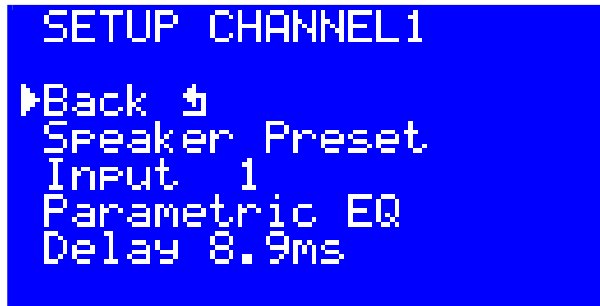 SETUP CHANNEL1
Back
Speaker Preset
Input 1
Parametric EQ
Delay 8.9ms